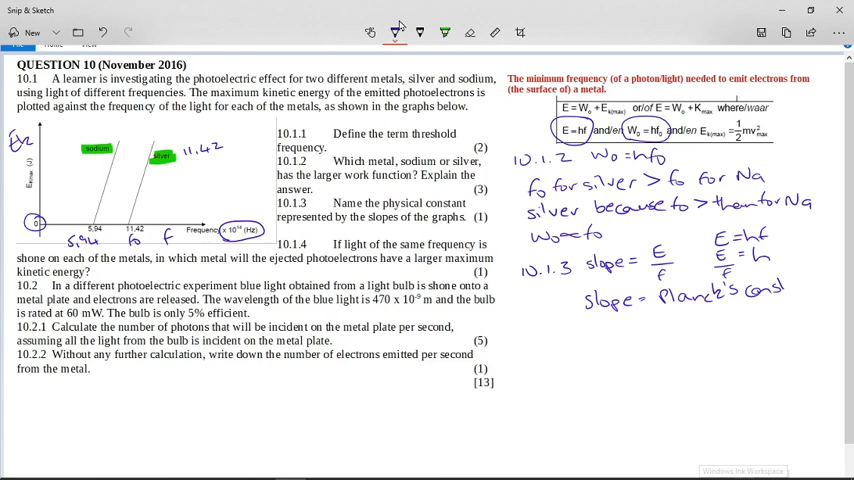 Snip & Sketch
New
QUESTION 10 (November 2016)
10.1 A learner is investigating the photoelectric effect for two different metals, silver and sodium,
using light of different frequencies. The maximum kinetic energy of the emitted photoelectrons is
plotted against the frequency of the light for each of the metals, as shown in the graphs below.
Ek
EKmax (J)
sodium
silver
11,42
0
5,94
11,42
Frequency (x 10¹⁴ (Hz)
5,94
fo
f
10.1.1 Define the term threshold
frequency. (2)
10.1.2 Which metal, sodium or silver,
has the larger work function? Explain the
answer. (3)
10.1.3 Name the physical constant
represented by the slopes of the graphs. (1)
10.1.4 If light of the same frequency is
shone on each of the metals, in which metal will the ejected photoelectrons have a larger maximum
kinetic energy? (1)
10.2 In a different photoelectric experiment blue light obtained from a light bulb is shone onto a
metal plate and electrons are released. The wavelength of the blue light is 470 x 10⁻⁹ m and the bulb
is rated at 60 mW. The bulb is only 5% efficient.
10.2.1 Calculate the number of photons that will be incident on the metal plate per second,
assuming all the light from the bulb is incident on the metal plate. (5)
10.2.2 Without any further calculation, write down the number of electrons emitted per second
from the metal. (1)
[13]
The minimum frequency (of a photon/light) needed to emit electrons from
(the surface of) a metal.
E = W₀ + Ek(max) or/of E = W₀ + Kmax where/waar
E = hf and/en W₀ = hf₀ and/en Ek(max) = 1/2 mv²max
10.1.2 W₀ = hfo
fo for silver > fo for Na
silver because fo > than for Na
W₀ ∝ fo
10.1.3 slope = E/f
E = hf
E/f = h
slope = Planck's const
Windows Ink Workspace